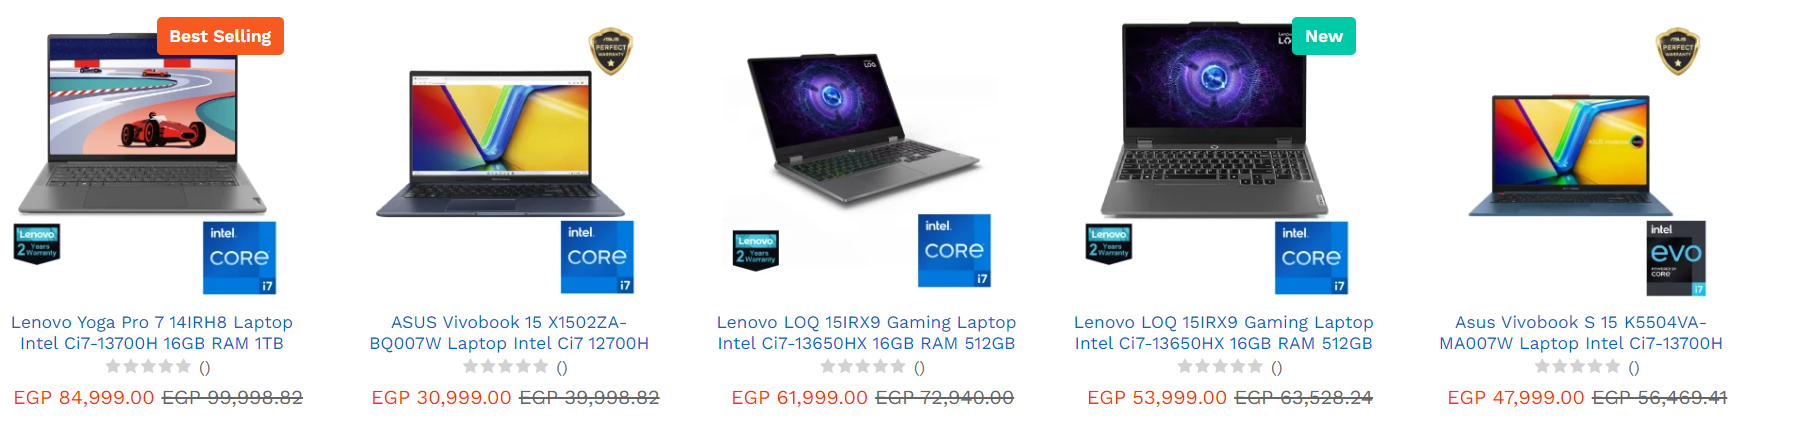 Best Selling
Lenovo
2 Years
Warranty
intel.
CORE
i7
Lenovo Yoga Pro 7 14IRH8 Laptop
Intel Ci7-13700H 16GB RAM 1TB
()
EGP 84,999.00 EGP 99,998.82
ASUS
PERFECT
WARRANTY
intel.
CORE
i7
ASUS Vivobook 15 X1502ZA-
BQ007W Laptop Intel Ci7 12700H
()
EGP 30,999.00 EGP 39,998.82
LOQ
Lenovo
2 Years
Warranty
intel.
CORE
i7
Lenovo LOQ 15IRX9 Gaming Laptop
Intel Ci7-13650HX 16GB RAM 512GB
()
EGP 61,999.00 EGP 72,940.00
New
Lenovo
2 Years
Warranty
intel.
CORE
i7
Lenovo LOQ 15IRX9 Gaming Laptop
Intel Ci7-13650HX 16GB RAM 512GB
()
EGP 53,999.00 EGP 63,528.24
ASUS
PERFECT
WARRANTY
intel
evo
POWERED BY
CORE
i7
Asus Vivobook S 15 K5504VA-
MA007W Laptop Intel Ci7-13700H
()
EGP 47,999.00 EGP 56,469.41